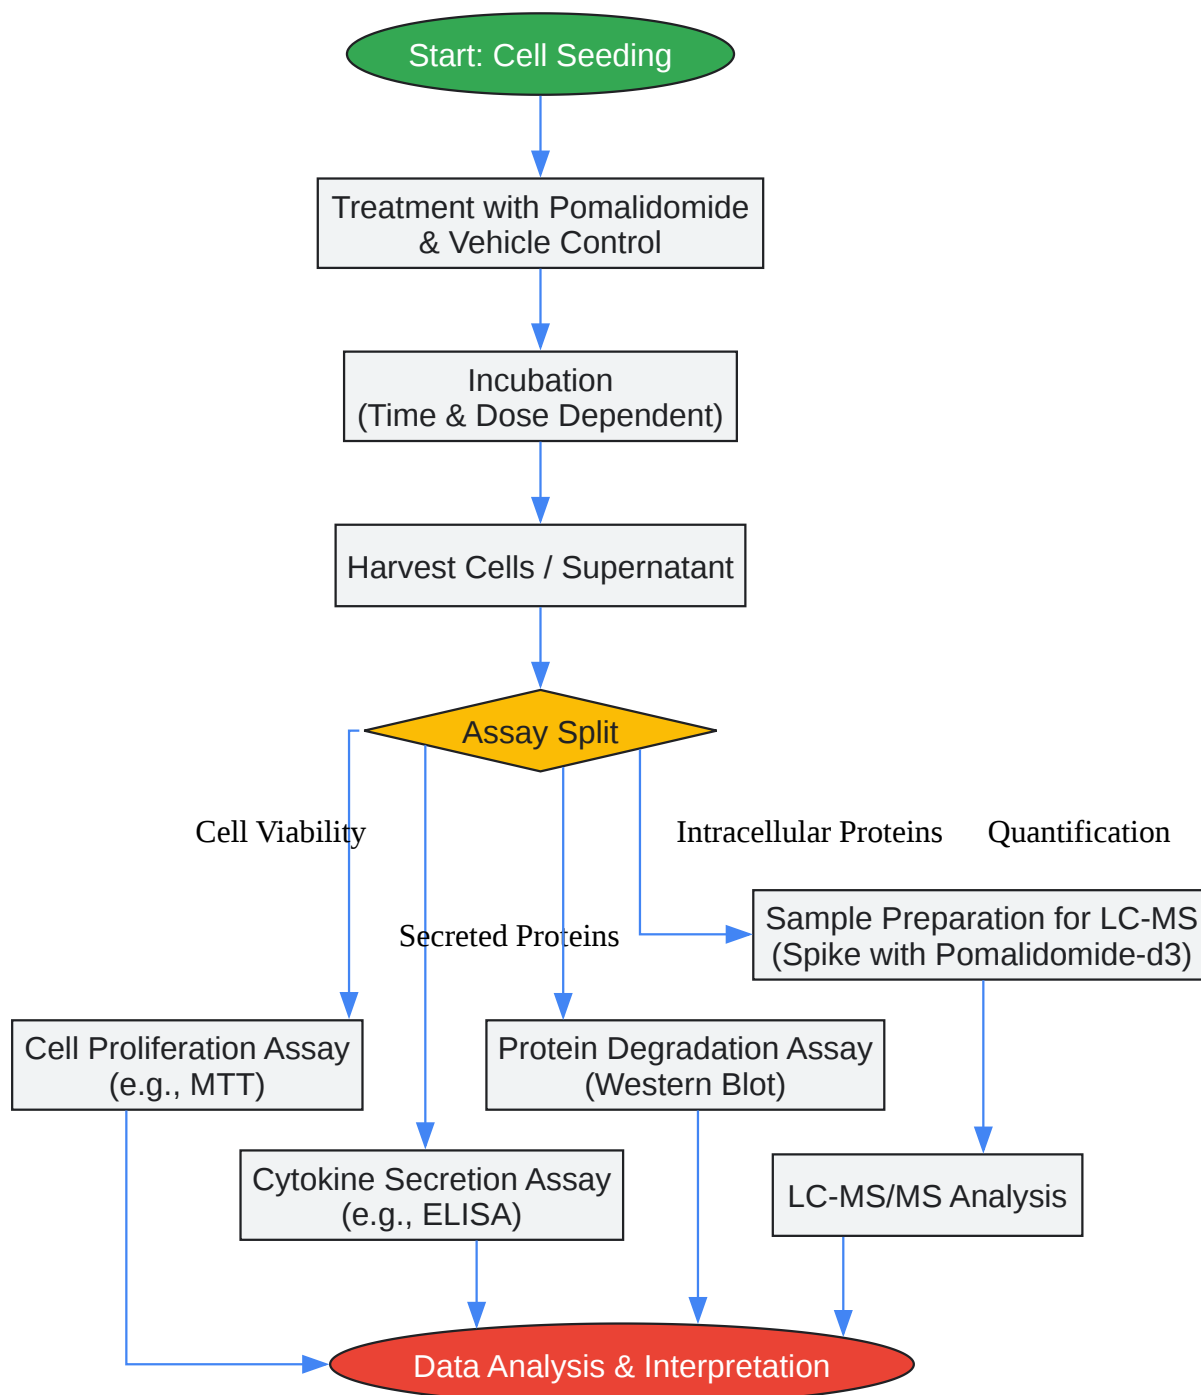 Start: Cell Seeding
Treatment with Pomalidomide
& Vehicle Control
Incubation
(Time & Dose Dependent)
Harvest Cells / Supernatant
Assay Split
Cell Viability
Intracellular Proteins
Quantification
Secreted Proteins
Sample Preparation for LC-MS
(Spike with Pomalidomide-d3)
Cell Proliferation Assay
(e.g., MTT)
Protein Degradation Assay
(Western Blot)
Cytokine Secretion Assay
(e.g., ELISA)
LC-MS/MS Analysis
Data Analysis & Interpretation